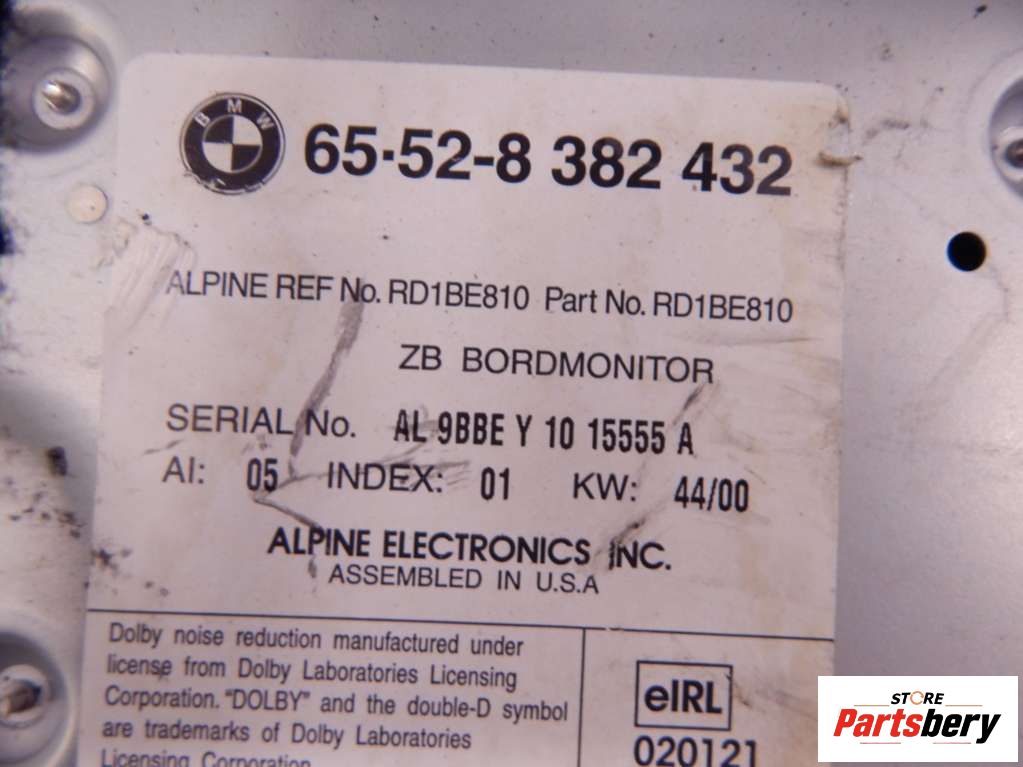 BMW
65·52-8 382 432
ALPINE REF No. RD1BE810 Part No. RD1BE810
ZB BORDMONITOR
SERIAL No. AL 9BBE Y 10 15555 A
AI: 05 INDEX: 01 KW: 44/00
ALPINE ELECTRONICS INC.
ASSEMBLED IN U.S.A
Dolby noise reduction manufactured under
license from Dolby Laboratories Licensing
Corporation. "DOLBY" and the double-D symbol
are trademarks of Dolby Laboratories
Licensing Corporation.
eIRL
020121
STORE
Partsbery